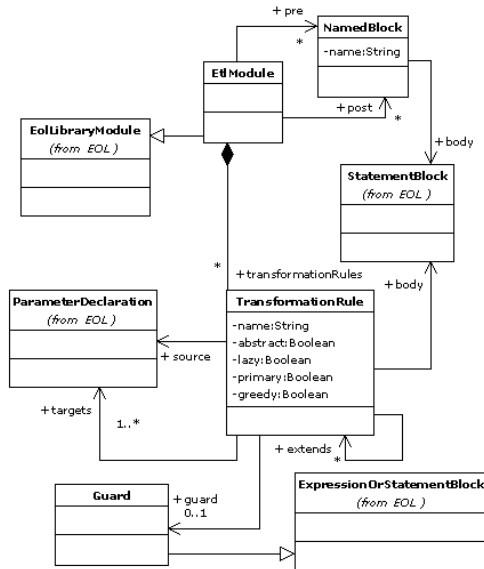 + pre
*
NamedBlock
-name:String
EtlModule
+ post
*
EolLibraryModule
(from EOL)
+ body
StatementBlock
(from EOL)
*
+ transformationRules
+ body
ParameterDeclaration
(from EOL)
TransformationRule
-name:String
-abstract:Boolean
-lazy:Boolean
-primary:Boolean
-greedy:Boolean
+ source
+ targets
1..*
+ extends
*
Guard
+ guard
0..1
ExpressionOrStatementBlock
(from EOL)